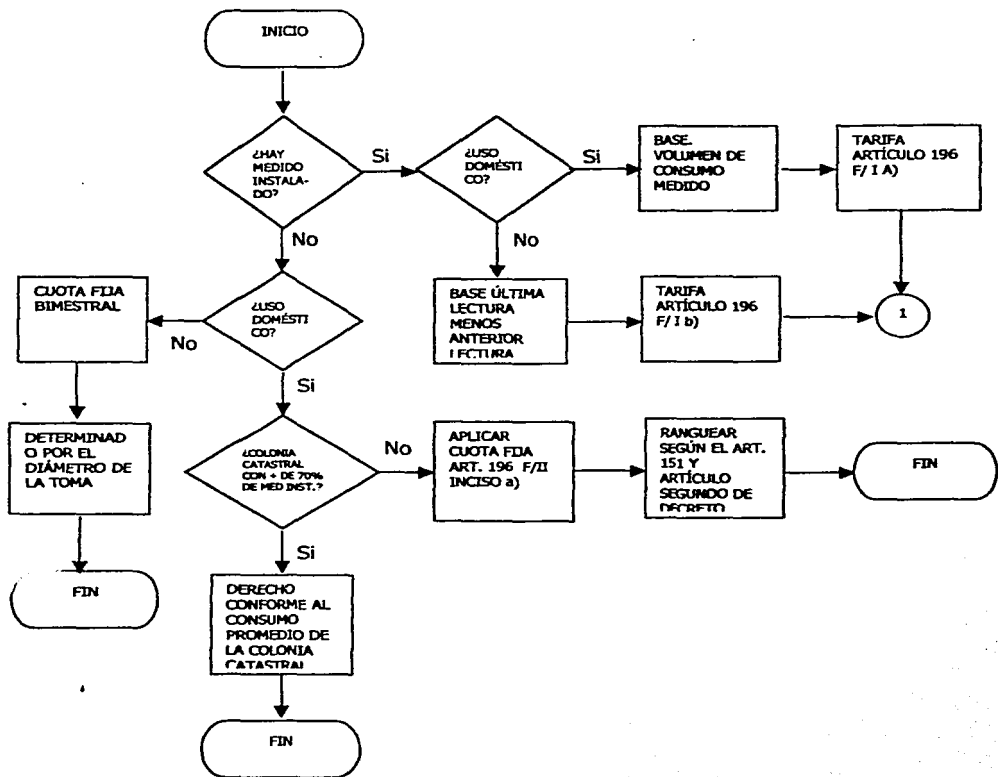 INICIO
¿HAY
MEDIDO
INSTALA-
DO?
Si
¿USO
DOMÉSTI
CO?
Si
BASE.
VOLUMEN DE
CONSUMO
MEDIDO
TARIFA
ARTÍCULO 196
F/ I A)
No
No
CUOTA FIJA
BIMESTRAL
No
¿USO
DOMÉSTI
CO?
BASE ÚLTIMA
LECTURA
MENOS
ANTERIOR
LECTURA
TARIFA
ARTÍCULO 196
F/ I b)
1
Si
DETERMINAD
O POR EL
DIÁMETRO DE
LA TOMA
¿COLONIA
CATASTRAL
CON + DE 70%
DE MED INST.?
No
APLICAR
CUOTA FIJA
ART. 196 F/II
INCISO a)
RANGUEAR
SEGÚN EL ART.
151 Y
ARTÍCULO
SEGUNDO DE
DECRETO
FIN
Si
FIN
DERECHO
CONFORME AL
CONSUMO
PROMEDIO DE
LA COLONIA
CATASTRAL
FIN